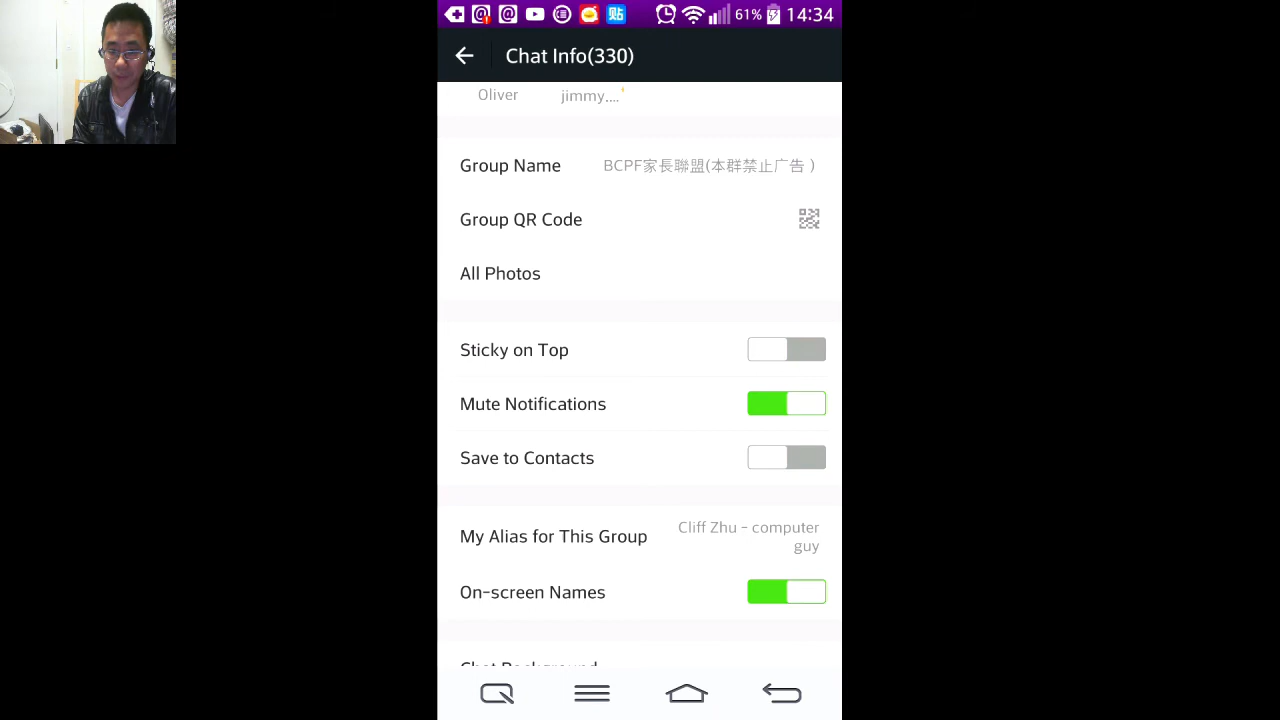 61% 14:34
Chat Info(330)
Oliver jimmy....
Group Name BCPF家長聯盟(本群禁止广告 )
Group QR Code
All Photos
Sticky on Top
Mute Notifications
Save to Contacts
My Alias for This Group Cliff Zhu - computer
guy
On-screen Names
Chat Background